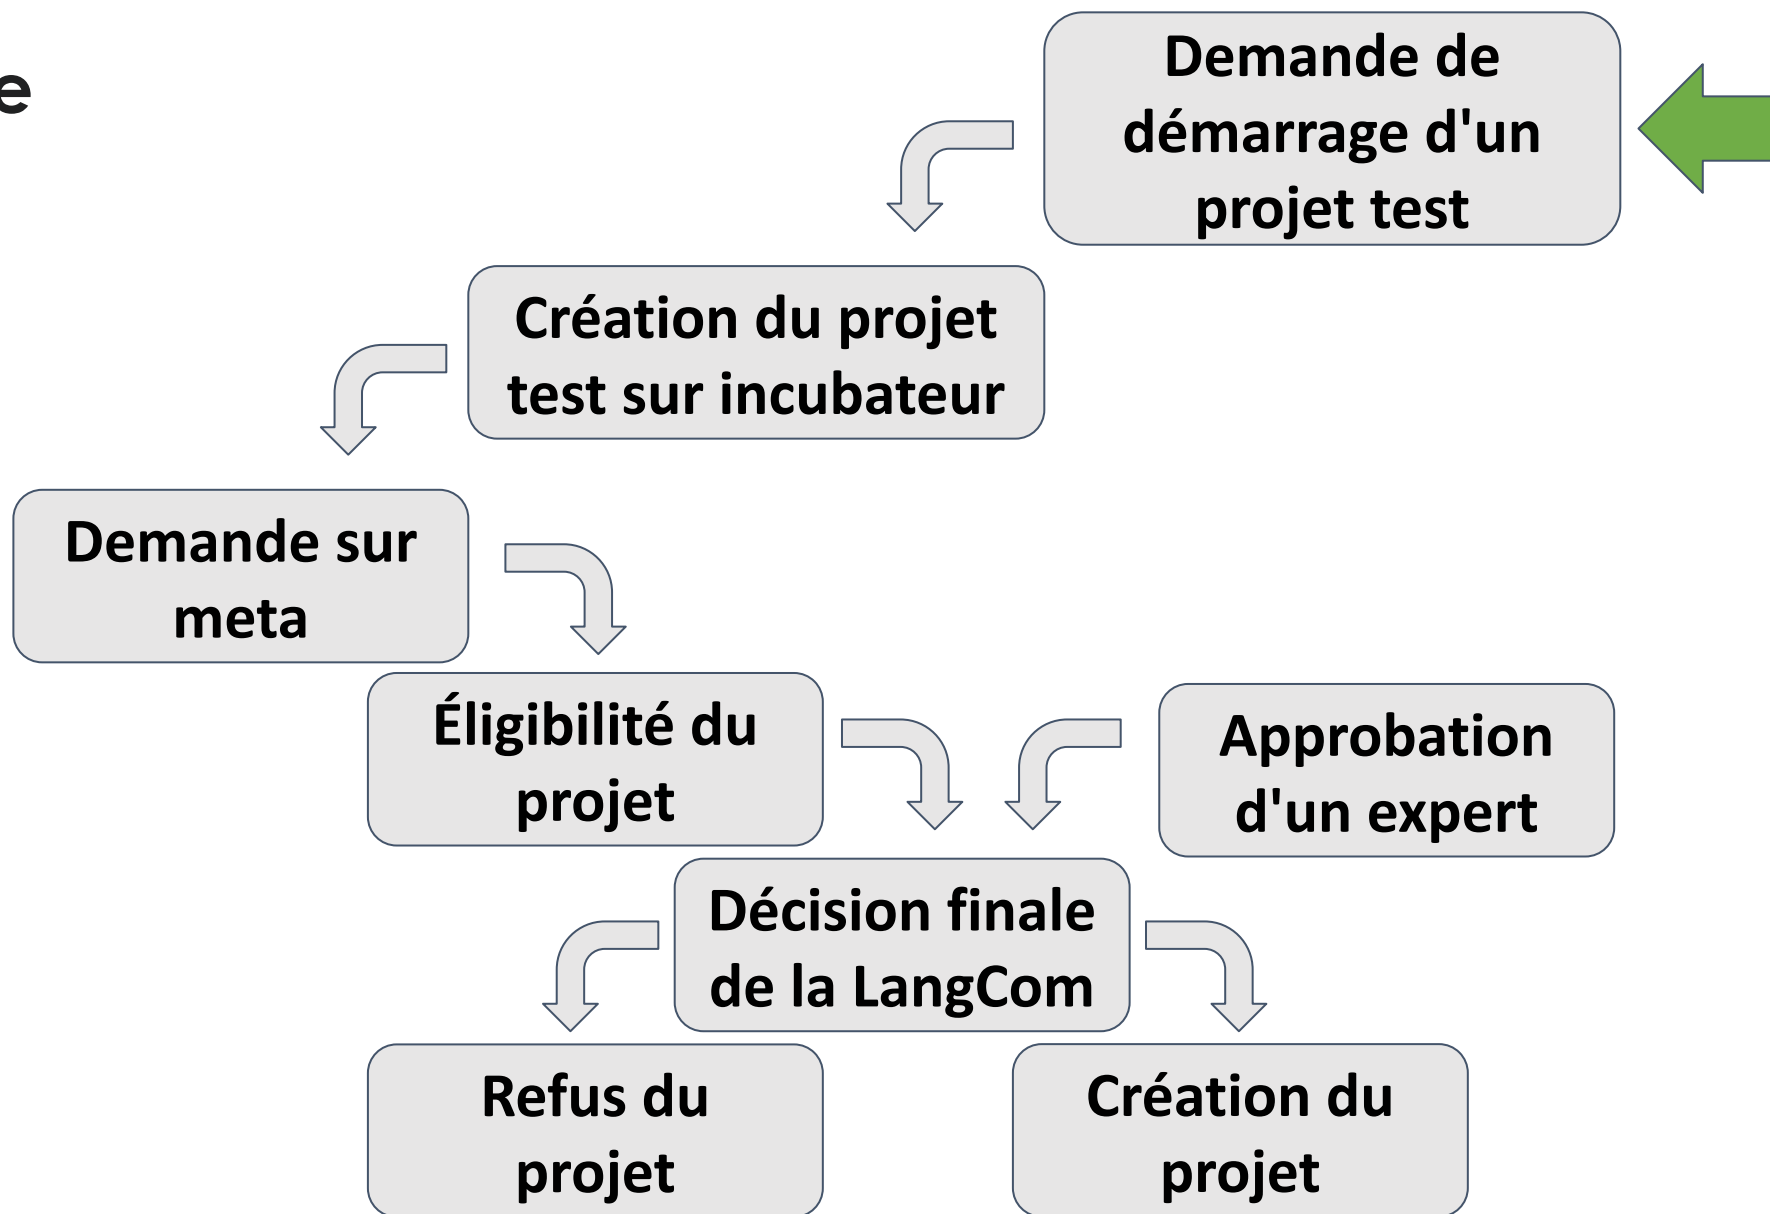 Demande de
démarrage d'un
projet test
Création du projet
test sur incubateur
Demande sur
meta
Éligibilité du
projet
Approbation
d'un expert
Décision finale
de la LangCom
Refus du
projet
Création du
projet